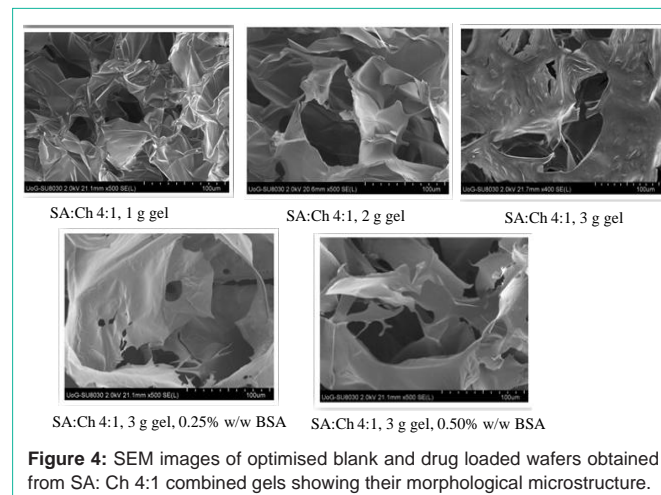 UoG-SU8030 2.0kV 21.1mm x500 SE(L) 100um
UoG-SU8030 2.0kV 20.6mm x500 SE(L) 100um
UoG-SU8030 2.0kV 21.7mm x400 SE(L) 100um
SA:Ch 4:1, 1 g gel
SA:Ch 4:1, 2 g gel
SA:Ch 4:1, 3 g gel
UoG-SU8030 2.0kV x500 SE(L) 100um
UoG-SU8030 2.0kV 21.1mm x500 SE(L) 100um
SA:Ch 4:1, 3 g gel, 0.25% w/w BSA
SA:Ch 4:1, 3 g gel, 0.50% w/w BSA
Figure 4: SEM images of optimised blank and drug loaded wafers obtained
from SA: Ch 4:1 combined gels showing their morphological microstructure.